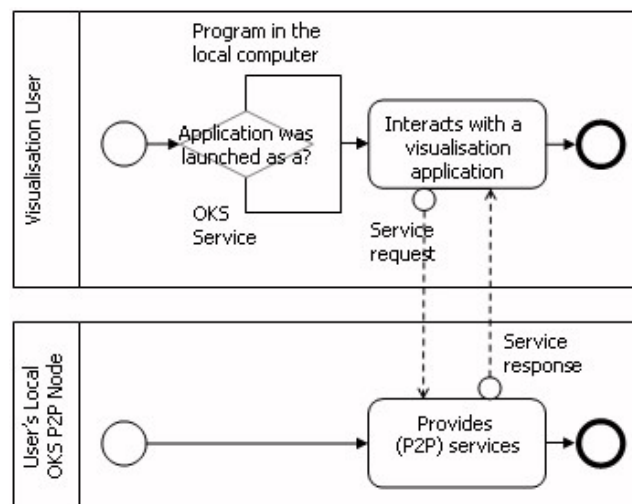 Visualisation User
Program in the
local computer
Application was
launched as a?
OKS
Service
Interacts with a
visualisation
application
Service
request
User's Local
OKS P2P Node
Service
response
Provides
(P2P) services